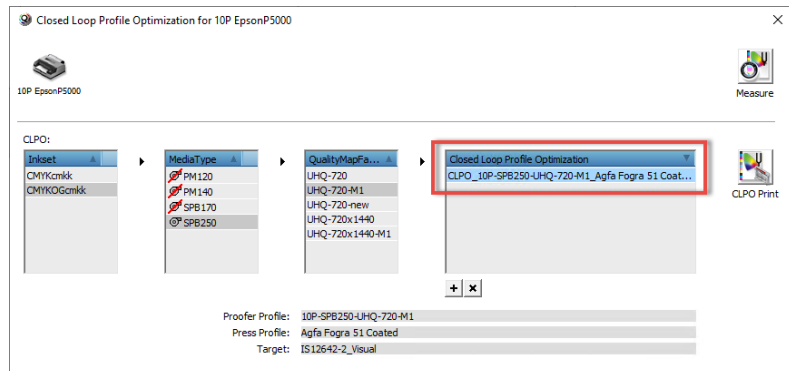 Closed Loop Profile Optimization for 10P EpsonP5000
10P EpsonP5000
Measure
CLPO:
Inkset
CMYKcmkk
CMYKOGcmkk
MediaType
PM120
PM140
SPB170
SPB250
QualityMapFa...
UHQ-720
UHQ-720-M1
UHQ-720-new
UHQ-720x1440
UHQ-720x1440-M1
Closed Loop Profile Optimization
CLPO_10P-SPB250-UHQ-720-M1_Agfa Fogra 51 Coat...
CLPO Print
Proofer Profile: 10P-SPB250-UHQ-720-M1
Press Profile: Agfa Fogra 51 Coated
Target: IS12642-2_Visual